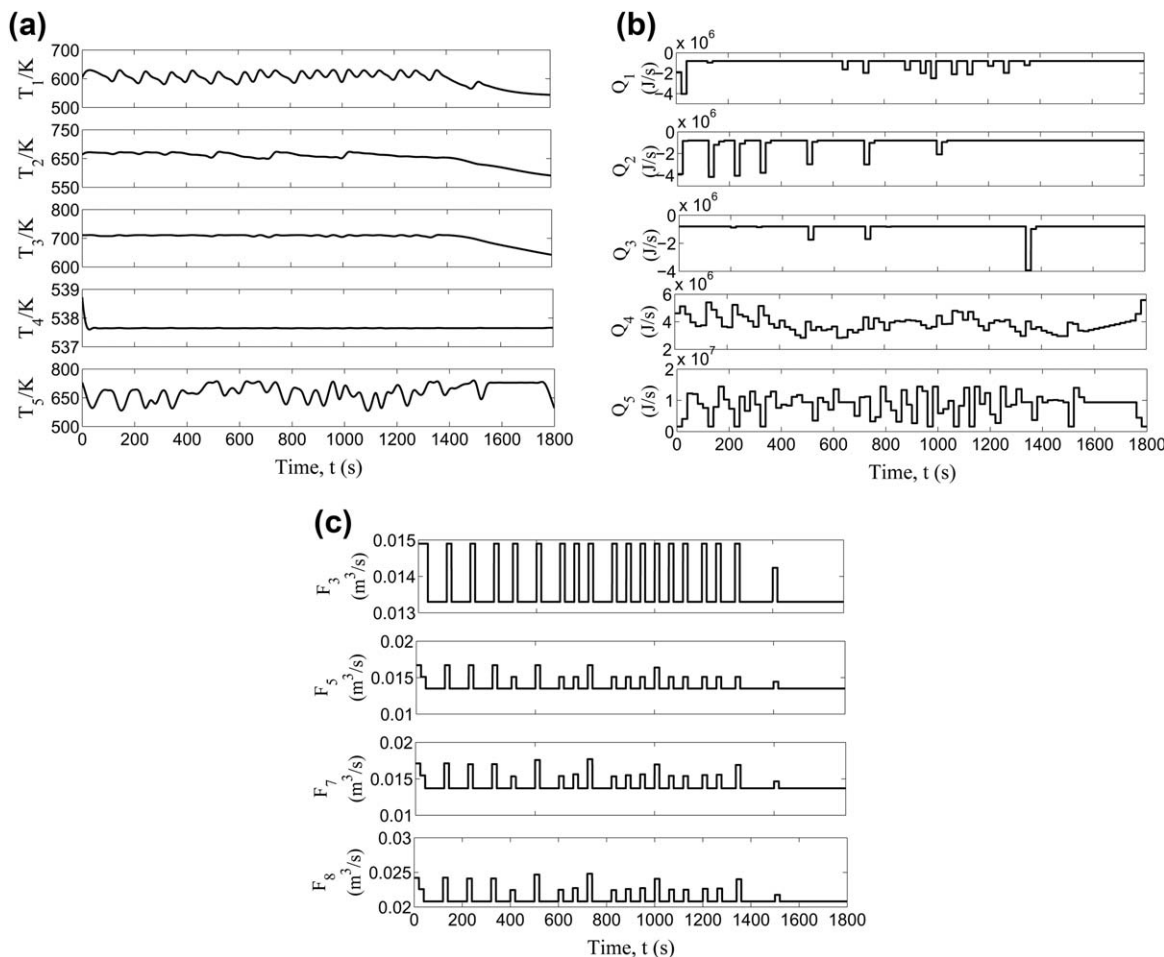 (a)
700
600
500
T1/K
750
650
550
T2/K
800
700
600
T3/K
539
538
537
T4/K
800
650
500
T5/K
0 200 400 600 800 1000 1200 1400 1600 1800
Time, t (s)
(b)
x 10^6
0
−2
−4
Q1
(J/s)
x 10^6
0
−2
−4
Q2
(J/s)
x 10^6
0
−2
−4
Q3
(J/s)
x 10^6
6
4
2
Q4
(J/s)
x 10^7
2
1
0
Q5
(J/s)
0 200 400 600 800 1000 1200 1400 1600 1800
Time, t (s)
(c)
0.015
0.014
0.013
F3
(m^3/s)
0.02
0.015
0.01
F5
(m^3/s)
0.02
0.015
0.01
F7
(m^3/s)
0.03
0.025
0.02
F8
(m^3/s)
0 200 400 600 800 1000 1200 1400 1600 1800
Time, t (s)